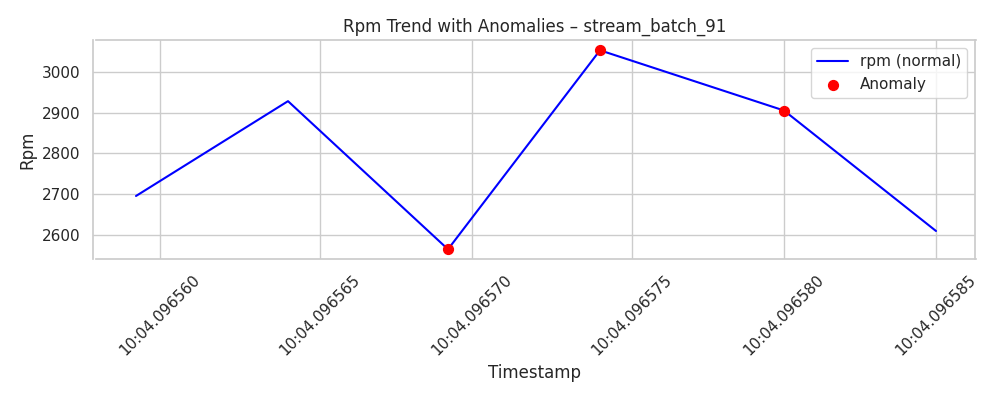 Rpm Trend with Anomalies – stream_batch_91
rpm (normal)
Anomaly
Rpm
3000
2900
2800
2700
2600
10:04.096560
10:04.096565
10:04.096570
10:04.096575
10:04.096580
10:04.096585
Timestamp